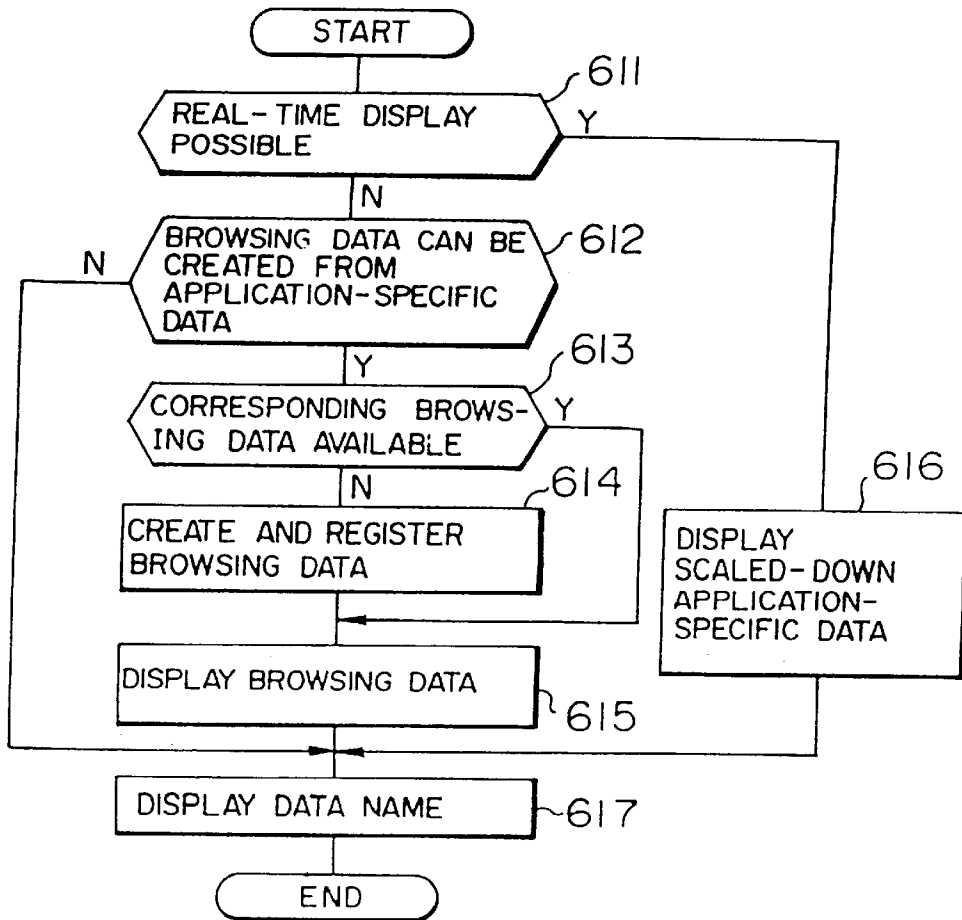 START
611
REAL-TIME DISPLAY
POSSIBLE
Y
N
612
BROWSING DATA CAN BE
CREATED FROM
APPLICATION-SPECIFIC
DATA
N
Y
613
CORRESPONDING BROWS-
ING DATA AVAILABLE
Y
N
614
CREATE AND REGISTER
BROWSING DATA
616
DISPLAY
SCALED-DOWN
APPLICATION-
SPECIFIC DATA
DISPLAY BROWSING DATA
615
DISPLAY DATA NAME
617
END